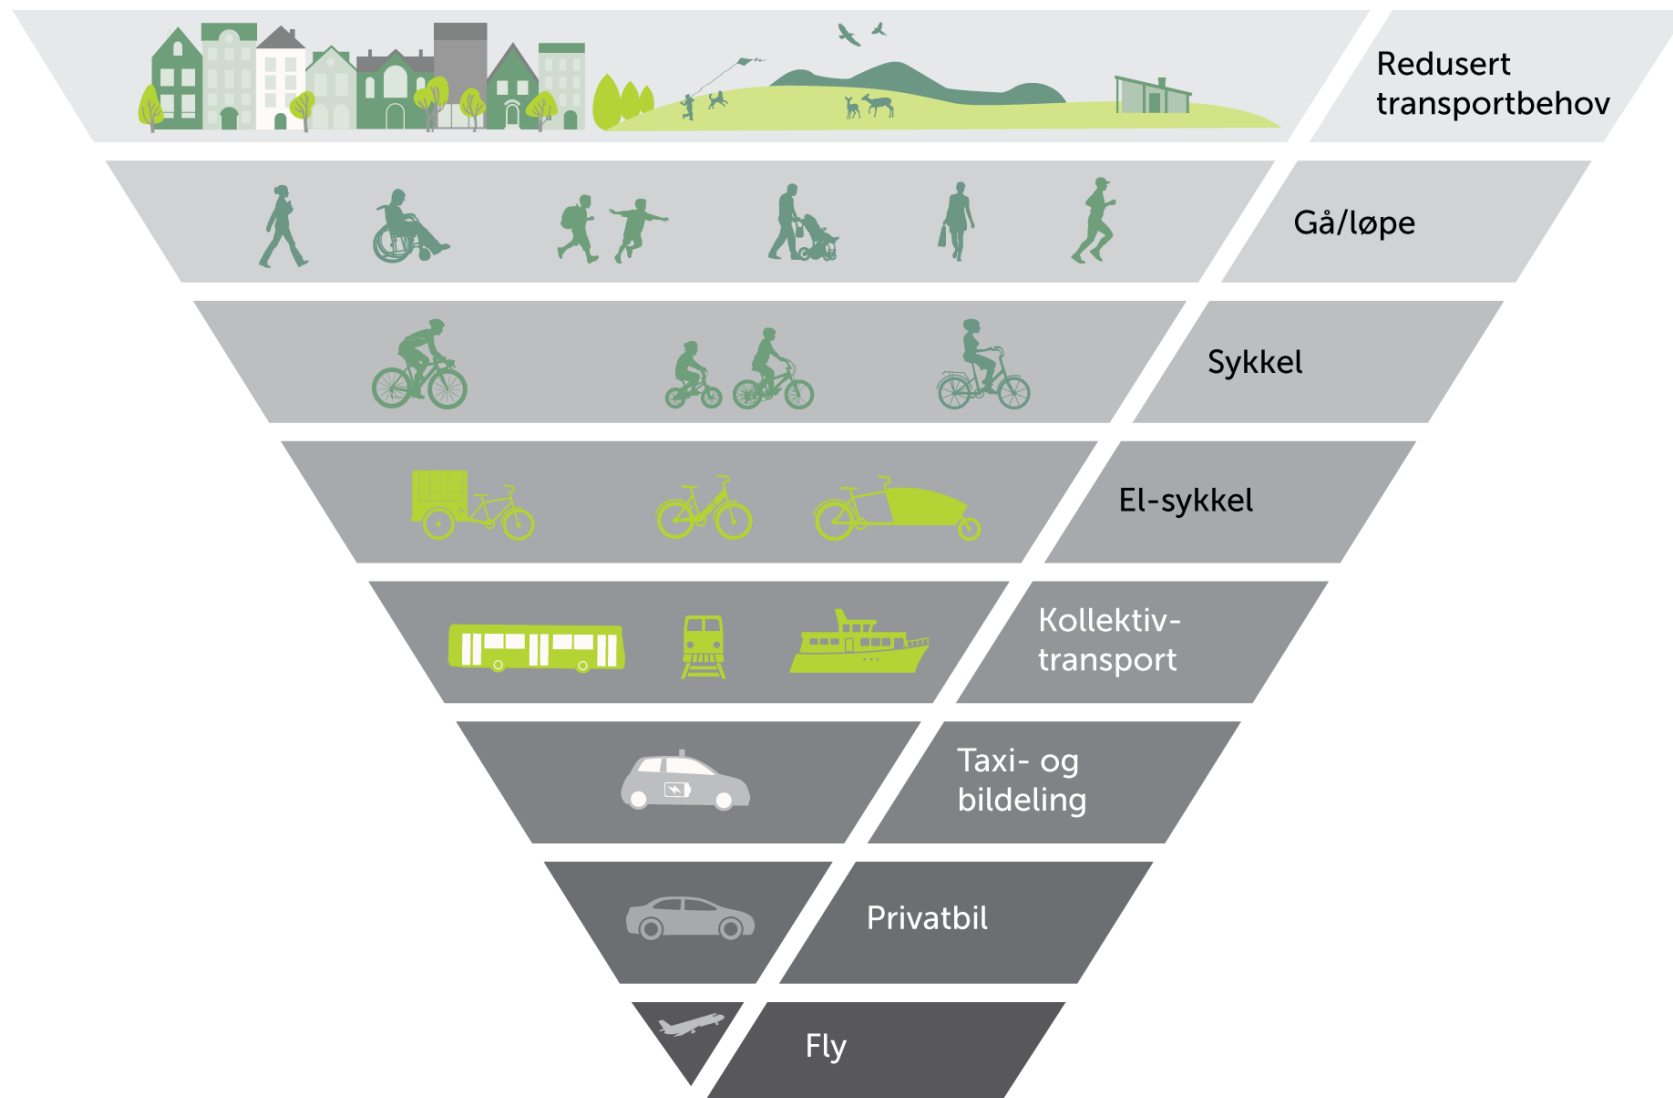 Redusert
transportbehov
Gå/løpe
Sykkel
El-sykkel
Kollektiv-
transport
Taxi- og
bildeling
Privatbil
Fly